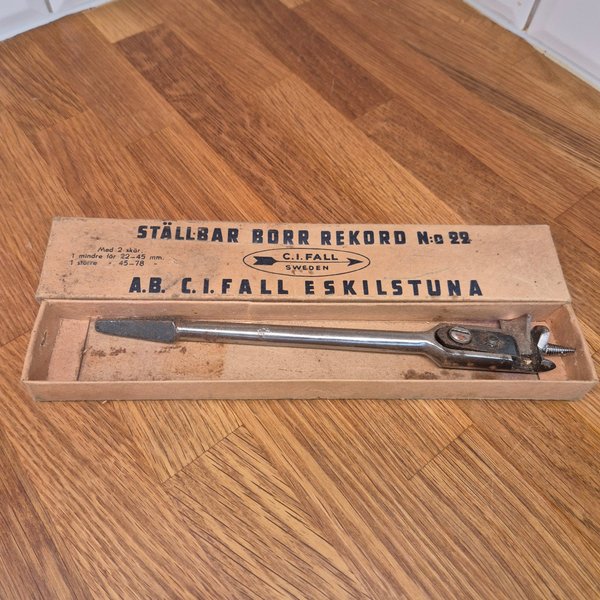 STÄLLBAR BORR REKORD N:o 22
Med 2 skär.
1 mindre för 22–45 mm.
1 större " 45–78 "
C.I.FALL
SWEDEN
A.B. C.I.FALL ESKILSTUNA